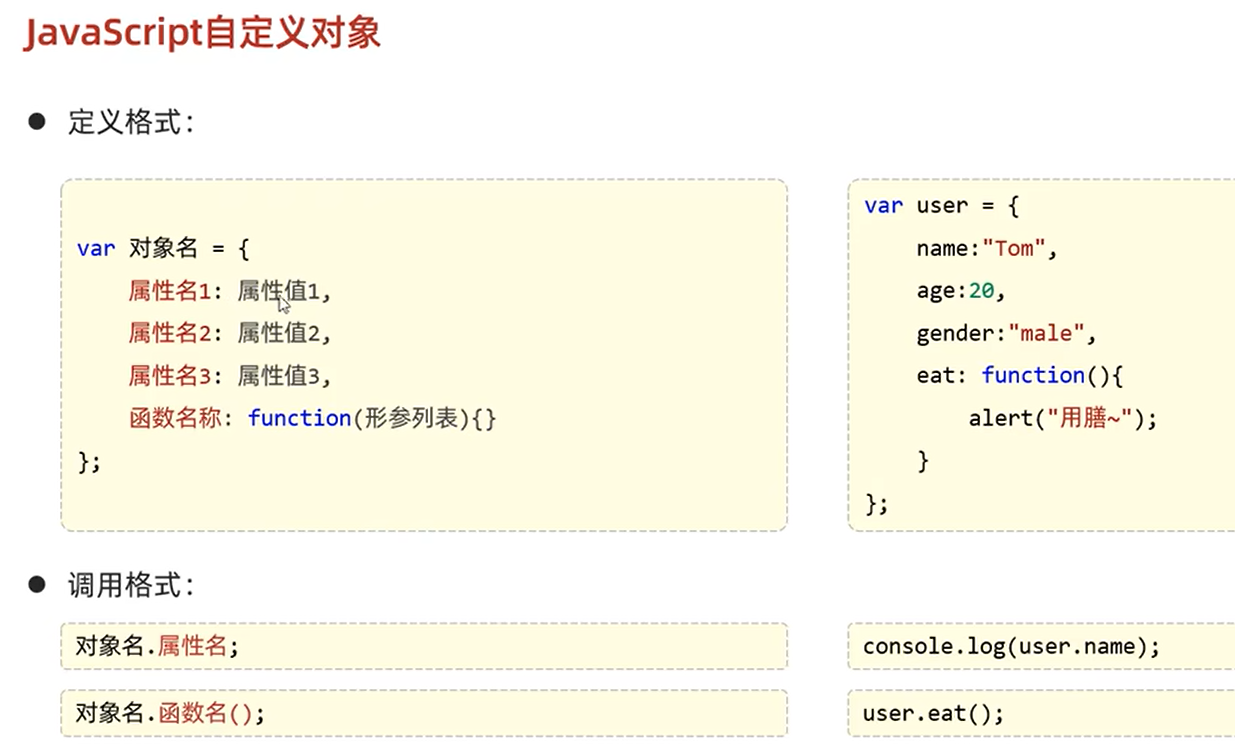 JavaScript自定义对象
● 定义格式：
var 对象名 = {
属性名1: 属性值1,
属性名2: 属性值2,
属性名3: 属性值3,
函数名称: function(形参列表){}
};
var user = {
name:"Tom",
age:20,
gender:"male",
eat: function(){
alert("用膳~");
}
};
● 调用格式：
对象名.属性名;
console.log(user.name);
对象名.函数名();
user.eat();